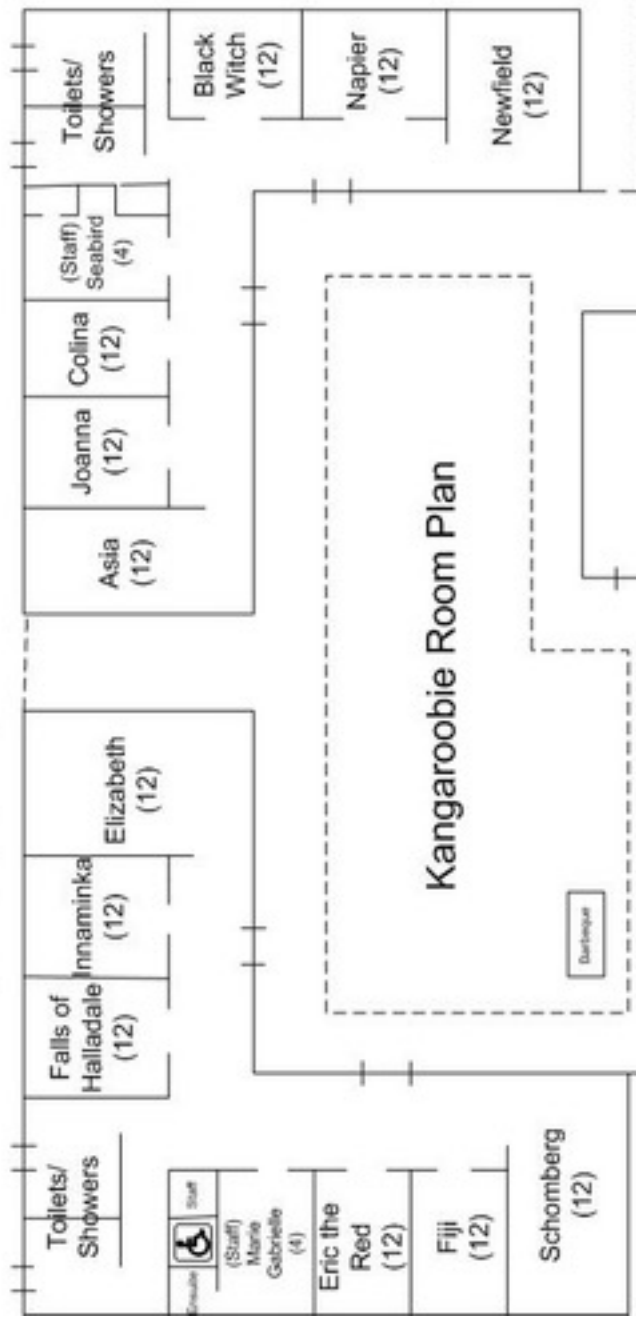 Toilets/
Showers
Falls of
Halladale
(12)
Innaminka
(12)
Elizabeth
(12)
Asia
(12)
Joanna
(12)
Colina
(12)
(Staff)
Seabird
(4)
Toilets/
Showers
Ensuite
Staff
(Staff)
Marie
Gabrielle
(4)
Eric the
Red
(12)
Fiji
(12)
Schomberg
(12)
Black
Witch
(12)
Napier
(12)
Newfield
(12)
Kangaroobie Room Plan
Barbeque